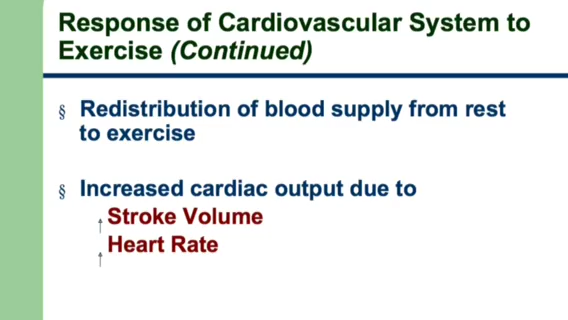 Response of Cardiovascular System to
Exercise (Continued)
§ Redistribution of blood supply from rest
to exercise
§ Increased cardiac output due to
↑ Stroke Volume
↑ Heart Rate